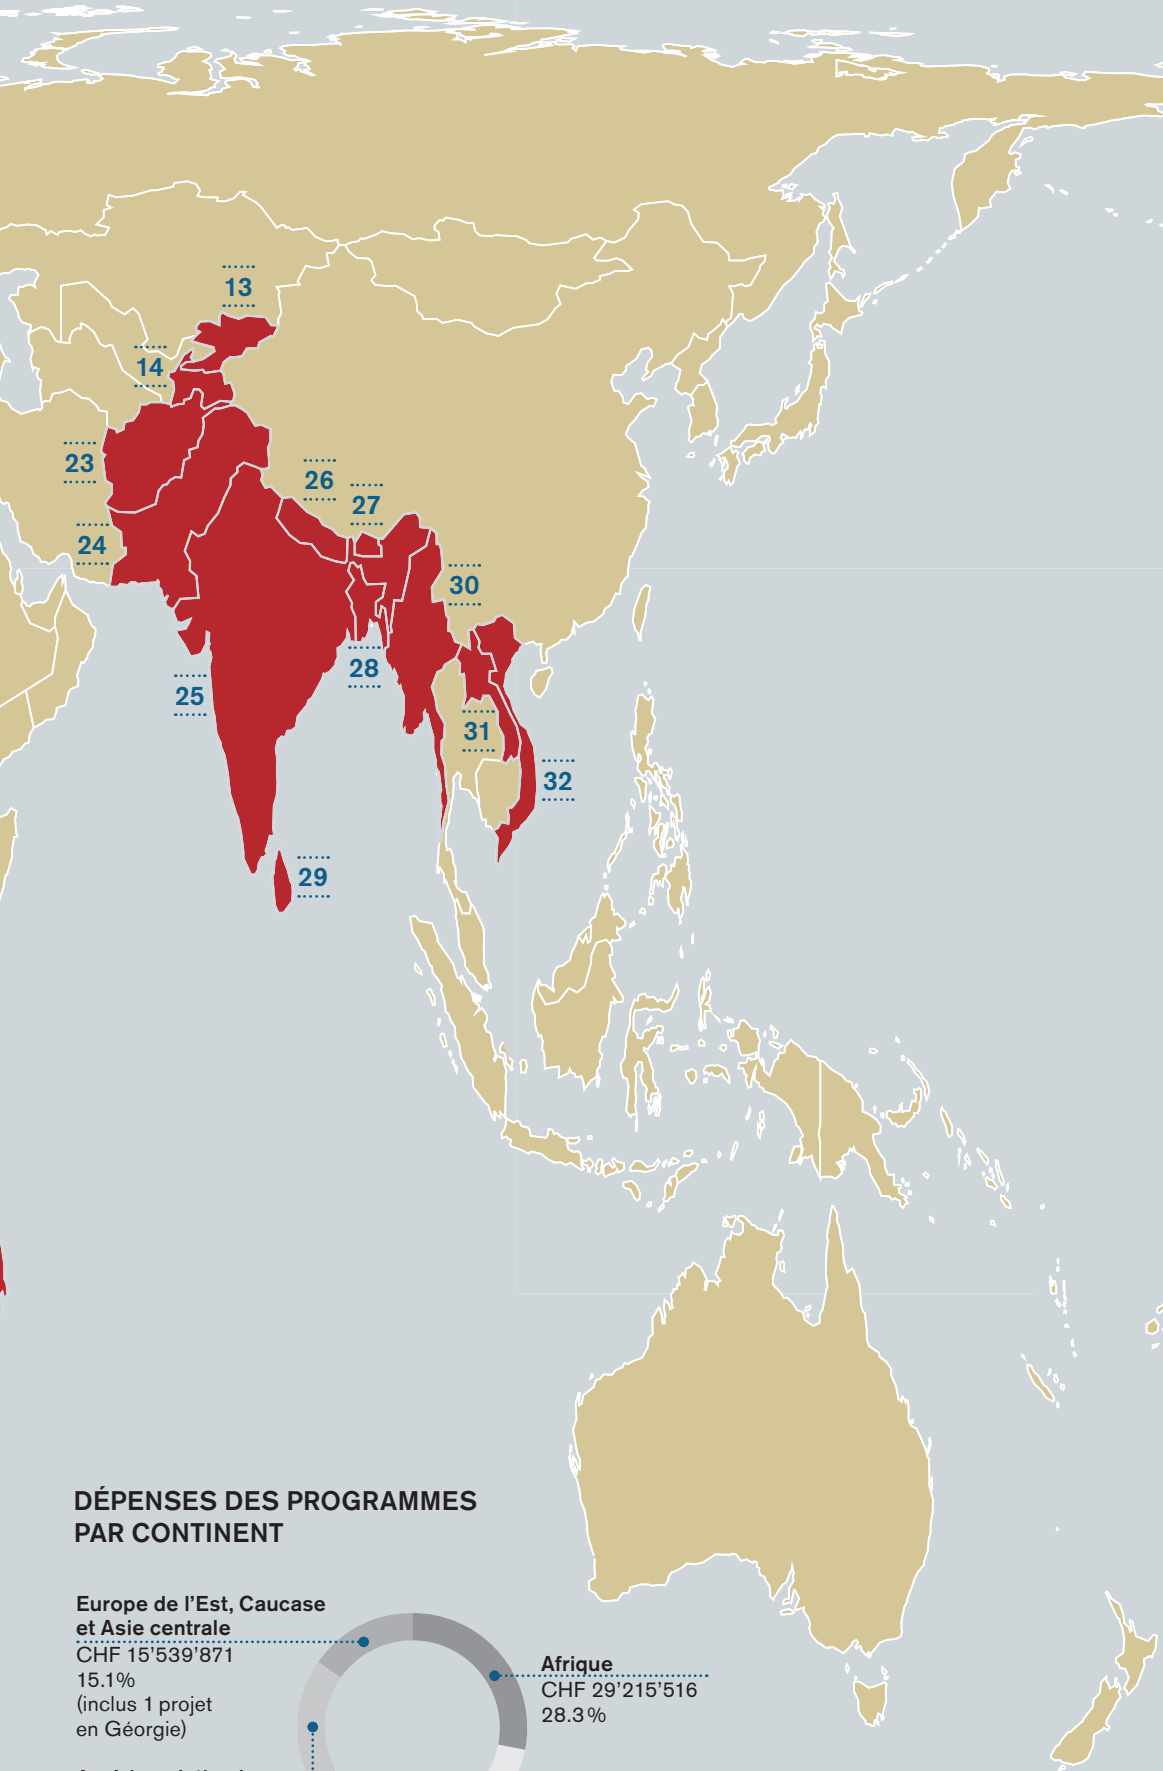 13
14
23
26
27
24
30
28
25
31
32
29
DÉPENSES DES PROGRAMMES
PAR CONTINENT
Europe de l’Est, Caucase
et Asie centrale
CHF 15’539’871
15.1%
(inclus 1 projet
en Géorgie)
Afrique
CHF 29’215’516
28.3%